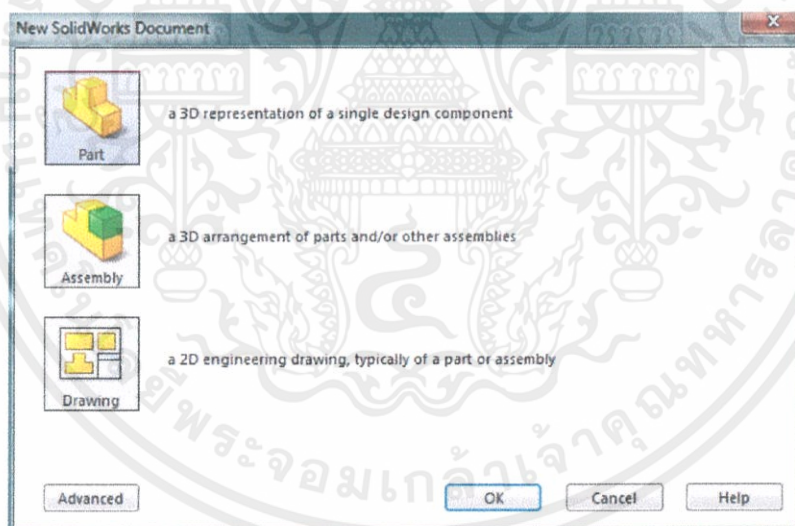 New SolidWorks Document
Part
a 3D representation of a single design component
Assembly
a 3D arrangement of parts and/or other assemblies
Drawing
a 2D engineering drawing, typically of a part or assembly
Advanced
OK
Cancel
Help